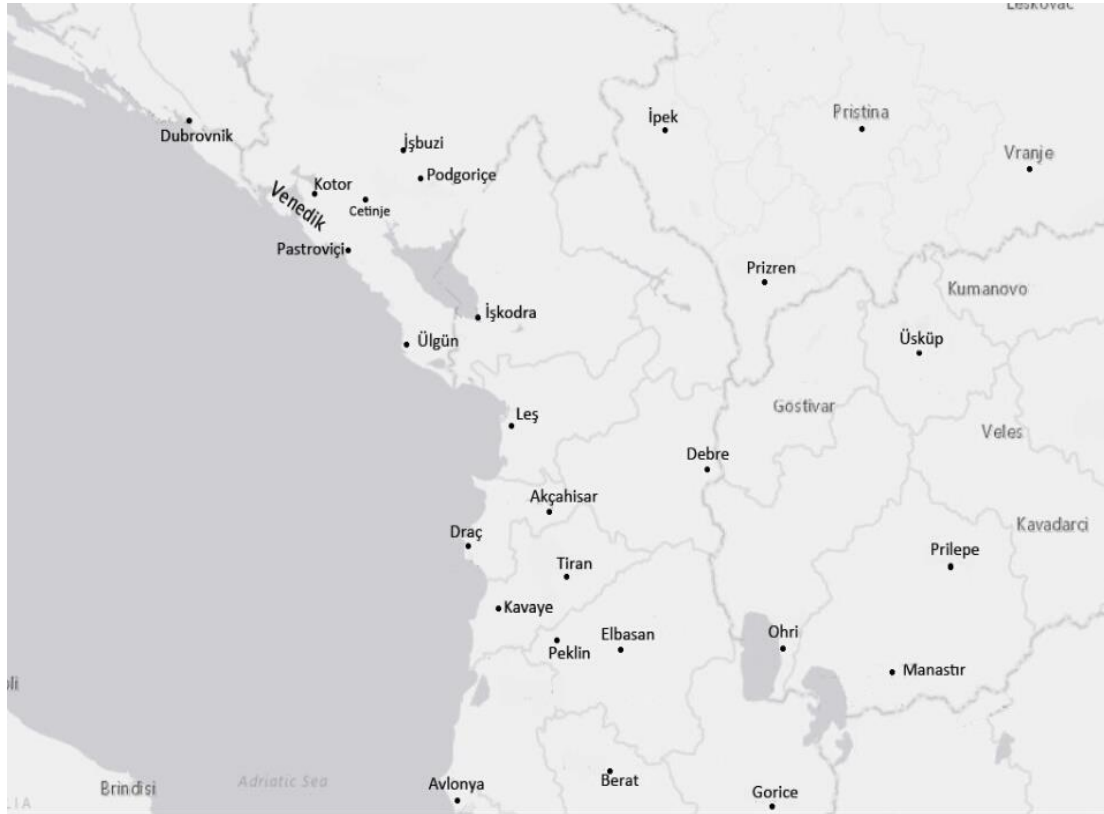 Leskovac
Dubrovnik
İşbuzi
İpek
Pristina
Vranje
Kotor
Podgoriçe
Cetinje
Venedik
Pastroviçi
Prizren
Kumanovo
İşkodra
Ülgün
Üsküp
Gostivar
Leş
Veles
Debre
Akçahisar
Kavadarci
Draç
Prilepe
Tiran
Kavaye
Elbasan
Ohri
Peklin
Manastır
Adriatic Sea
Brindisi
Avlonya
Berat
Gorice